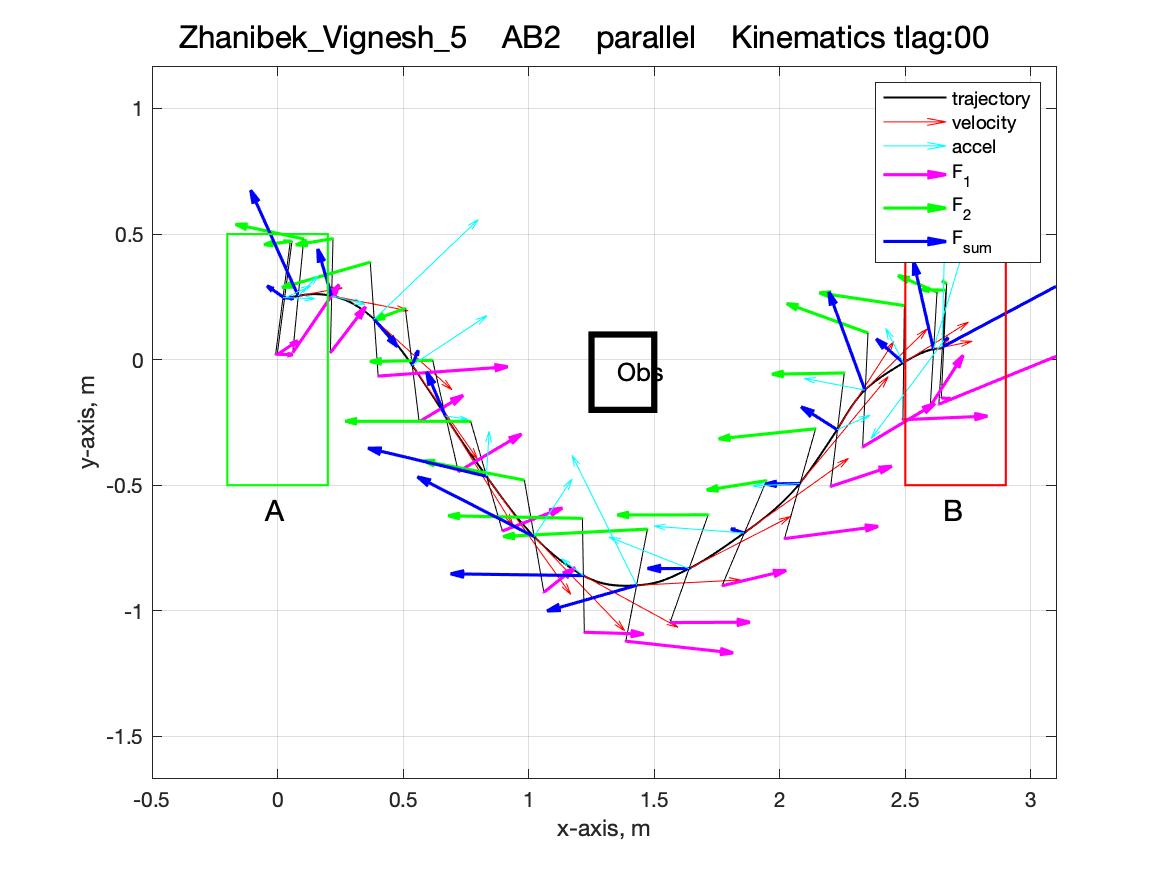 Zhanibek_Vignesh_5 AB2 parallel Kinematics tlag:00
trajectory
velocity
accel
F1
F2
Fsum
1
0.5
0
-0.5
-1
-1.5
y-axis, m
Obs
A
B
-0.5 0 0.5 1 1.5 2 2.5 3
x-axis, m